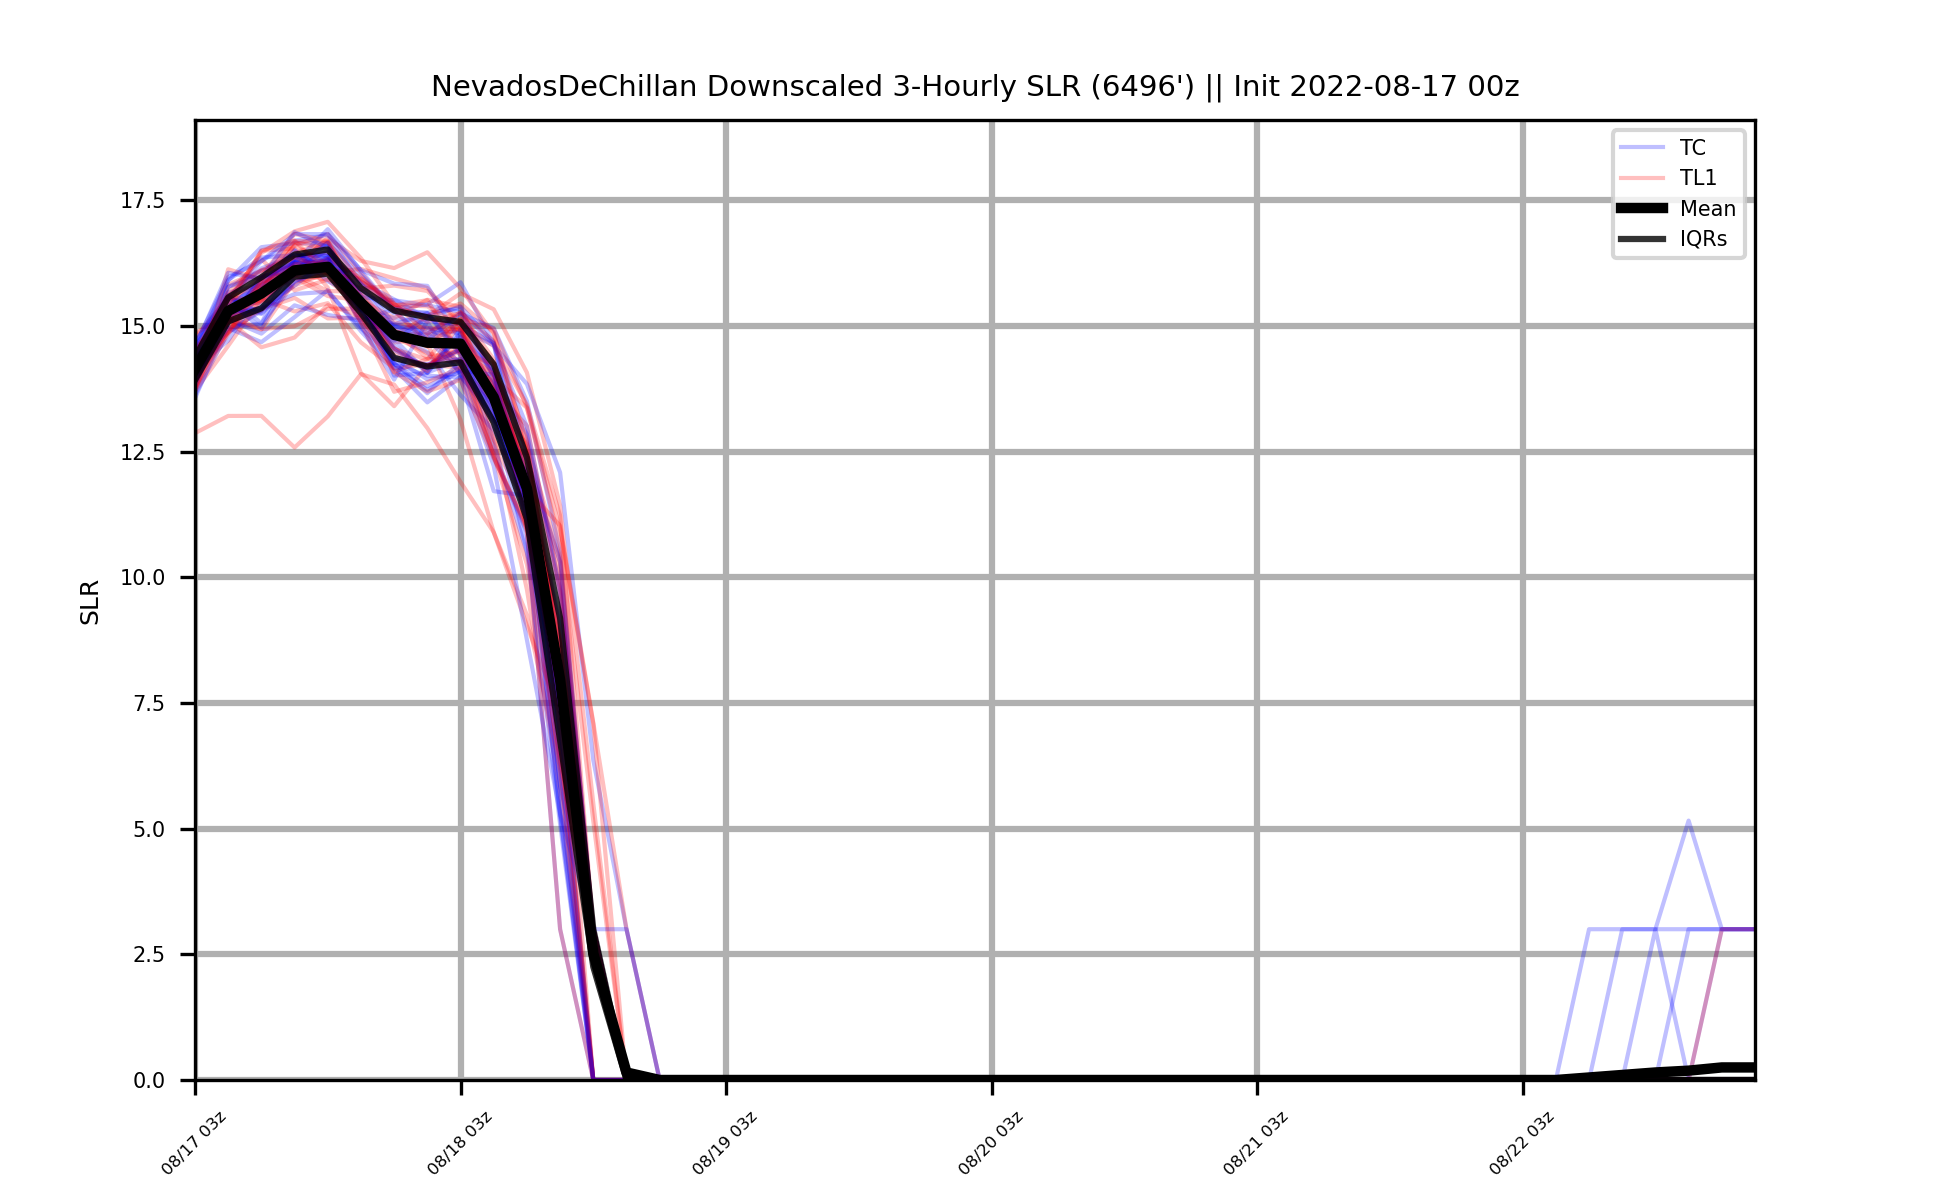 NevadosDeChillan Downscaled 3-Hourly SLR (6496') || Init 2022-08-17 00z
TC
TL1
Mean
IQRs
17.5
15.0
12.5
10.0
7.5
5.0
2.5
0.0
SLR
08/17 03z
08/18 03z
08/19 03z
08/20 03z
08/21 03z
08/22 03z